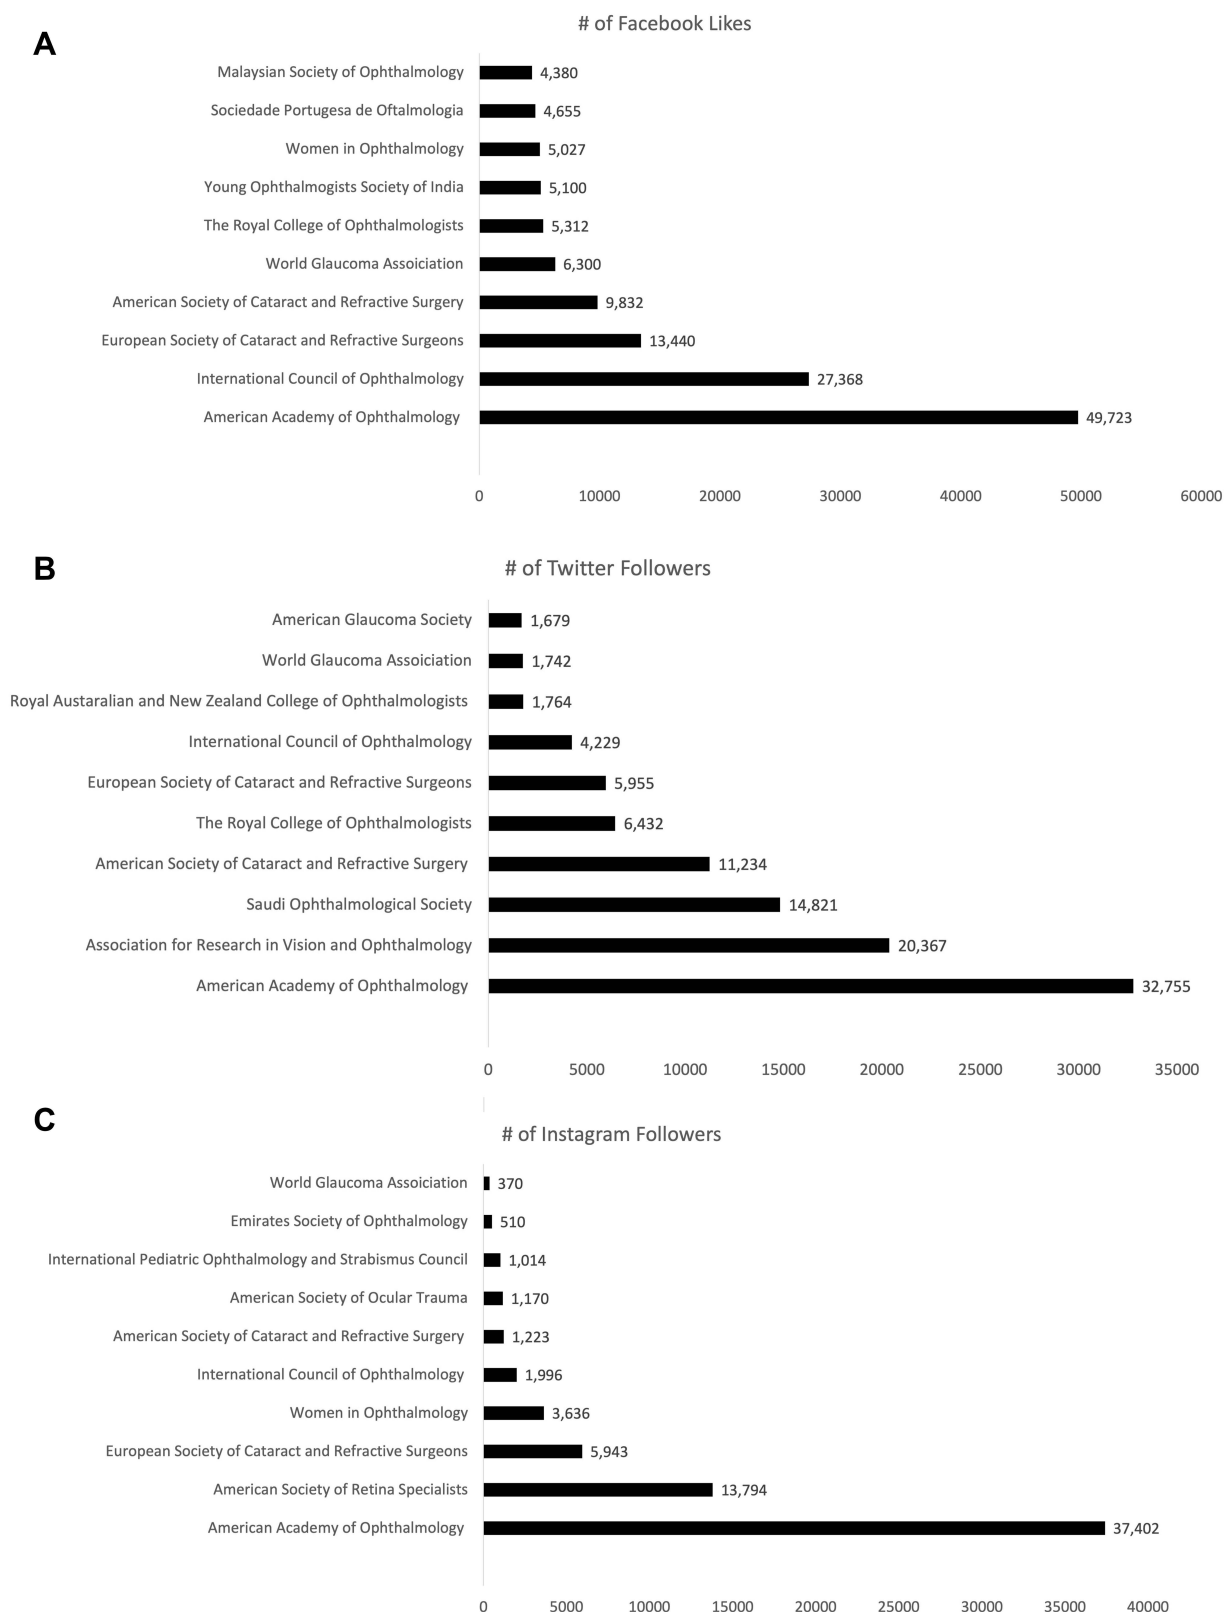 A
# of Facebook Likes
Malaysian Society of Ophthalmology 4,380
Sociedade Portugesa de Oftalmologia 4,655
Women in Ophthalmology 5,027
Young Ophthalmogists Society of India 5,100
The Royal College of Ophthalmologists 5,312
World Glaucoma Assoiciation 6,300
American Society of Cataract and Refractive Surgery 9,832
European Society of Cataract and Refractive Surgeons 13,440
International Council of Ophthalmology 27,368
American Academy of Ophthalmology 49,723
0 10000 20000 30000 40000 50000 60000
B
# of Twitter Followers
American Glaucoma Society 1,679
World Glaucoma Assoiciation 1,742
Royal Austaralian and New Zealand College of Ophthalmologists 1,764
International Council of Ophthalmology 4,229
European Society of Cataract and Refractive Surgeons 5,955
The Royal College of Ophthalmologists 6,432
American Society of Cataract and Refractive Surgery 11,234
Saudi Ophthalmological Society 14,821
Association for Research in Vision and Ophthalmology 20,367
American Academy of Ophthalmology 32,755
0 5000 10000 15000 20000 25000 30000 35000
C
# of Instagram Followers
World Glaucoma Assoiciation 370
Emirates Society of Ophthalmology 510
International Pediatric Ophthalmology and Strabismus Council 1,014
American Society of Ocular Trauma 1,170
American Society of Cataract and Refractive Surgery 1,223
International Council of Ophthalmology 1,996
Women in Ophthalmology 3,636
European Society of Cataract and Refractive Surgeons 5,943
American Society of Retina Specialists 13,794
American Academy of Ophthalmology 37,402
0 5000 10000 15000 20000 25000 30000 35000 40000